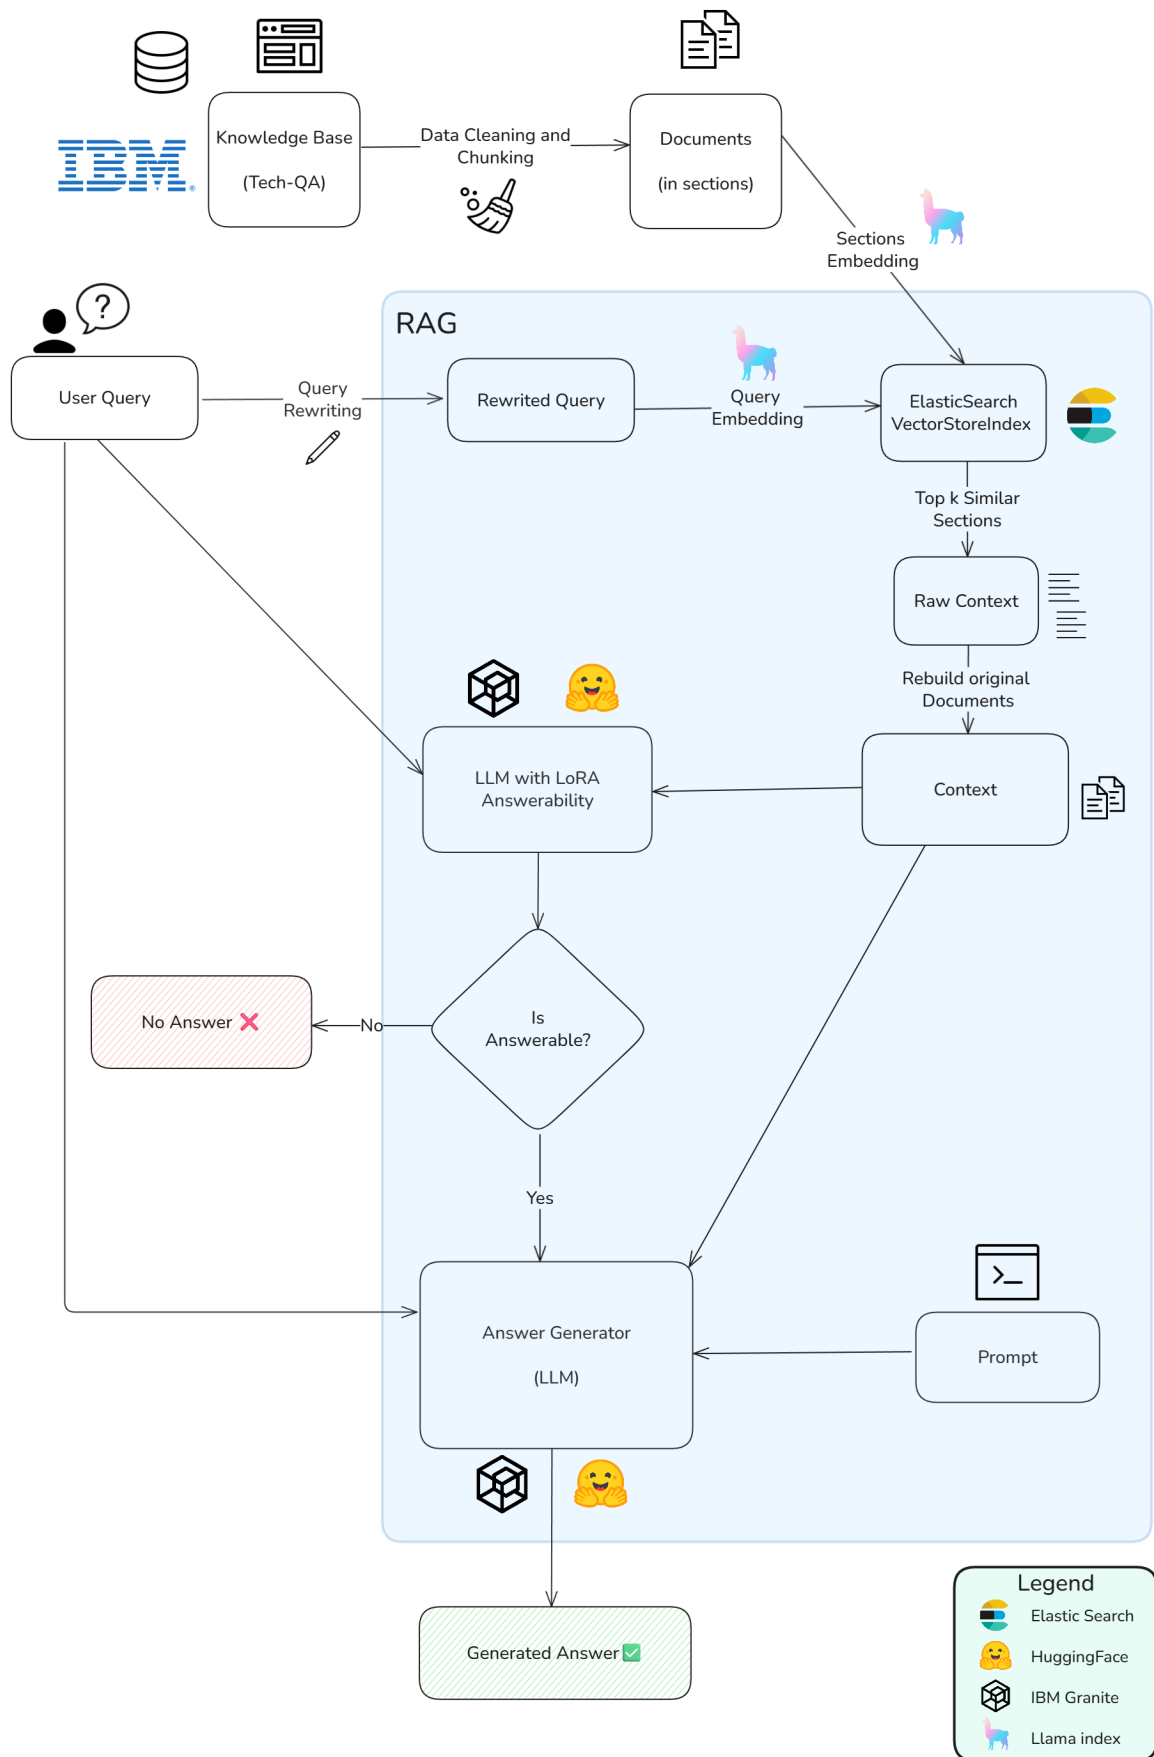 Knowledge Base
(Tech-QA)
Data Cleaning and
Chunking
Documents
(in sections)
IBM®
Sections
Embedding
?
RAG
User Query
Query
Rewriting
Rewrited Query
Query
Embedding
ElasticSearch
VectorStoreIndex
Top k Similar
Sections
Raw Context
Rebuild original
Documents
LLM with LoRA
Answerability
Context
No Answer ❌
No
Is
Answerable?
Yes
Answer Generator
(LLM)
Prompt
Generated Answer ✅
Legend
Elastic Search
HuggingFace
IBM Granite
Llama index